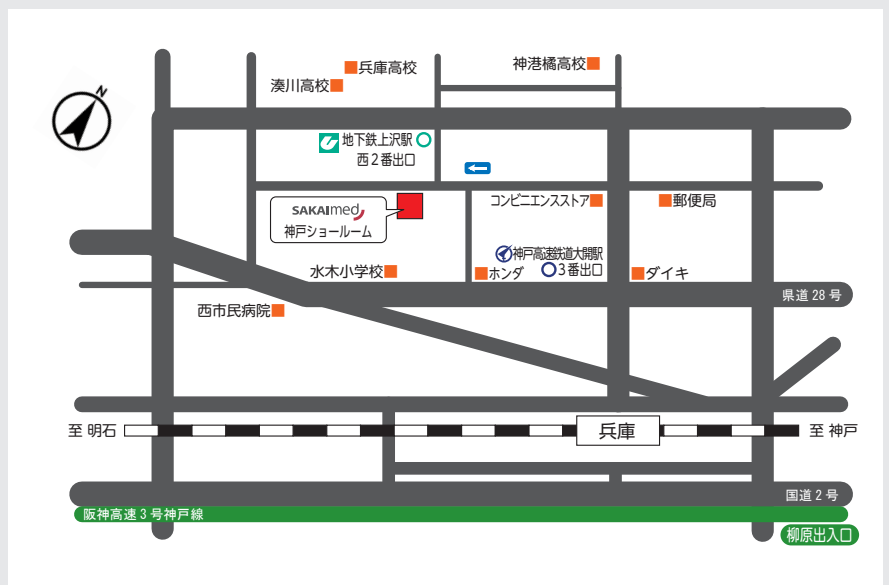 N
兵庫高校
神港橘高校
湊川高校
地下鉄上沢駅
西2番出口
SAKAImed
神戸ショールーム
コンビニエンスストア
郵便局
神戸高速鉄道大開駅
3番出口
水木小学校
ホンダ
ダイキ
県道28号
西市民病院
至 明石
兵庫
至 神戸
国道2号
阪神高速3号神戸線
柳原出入口